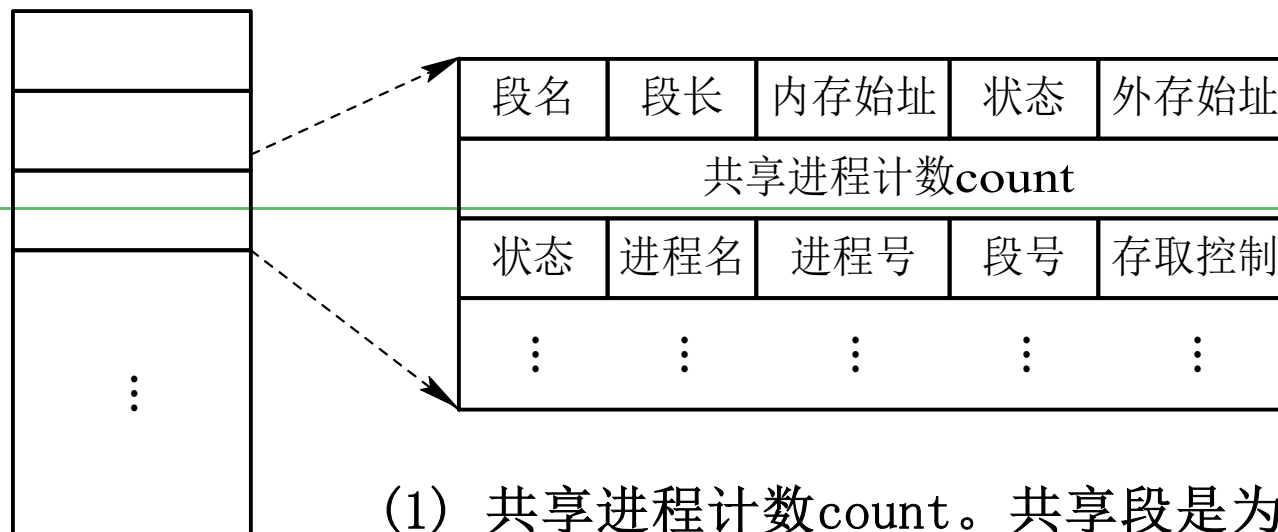 段名 段长 内存始址 状态 外存始址
共享进程计数count
状态 进程名 进程号 段号 存取控制
⋮ ⋮ ⋮ ⋮ ⋮
⋮
(1) 共享进程计数count。共享段是为